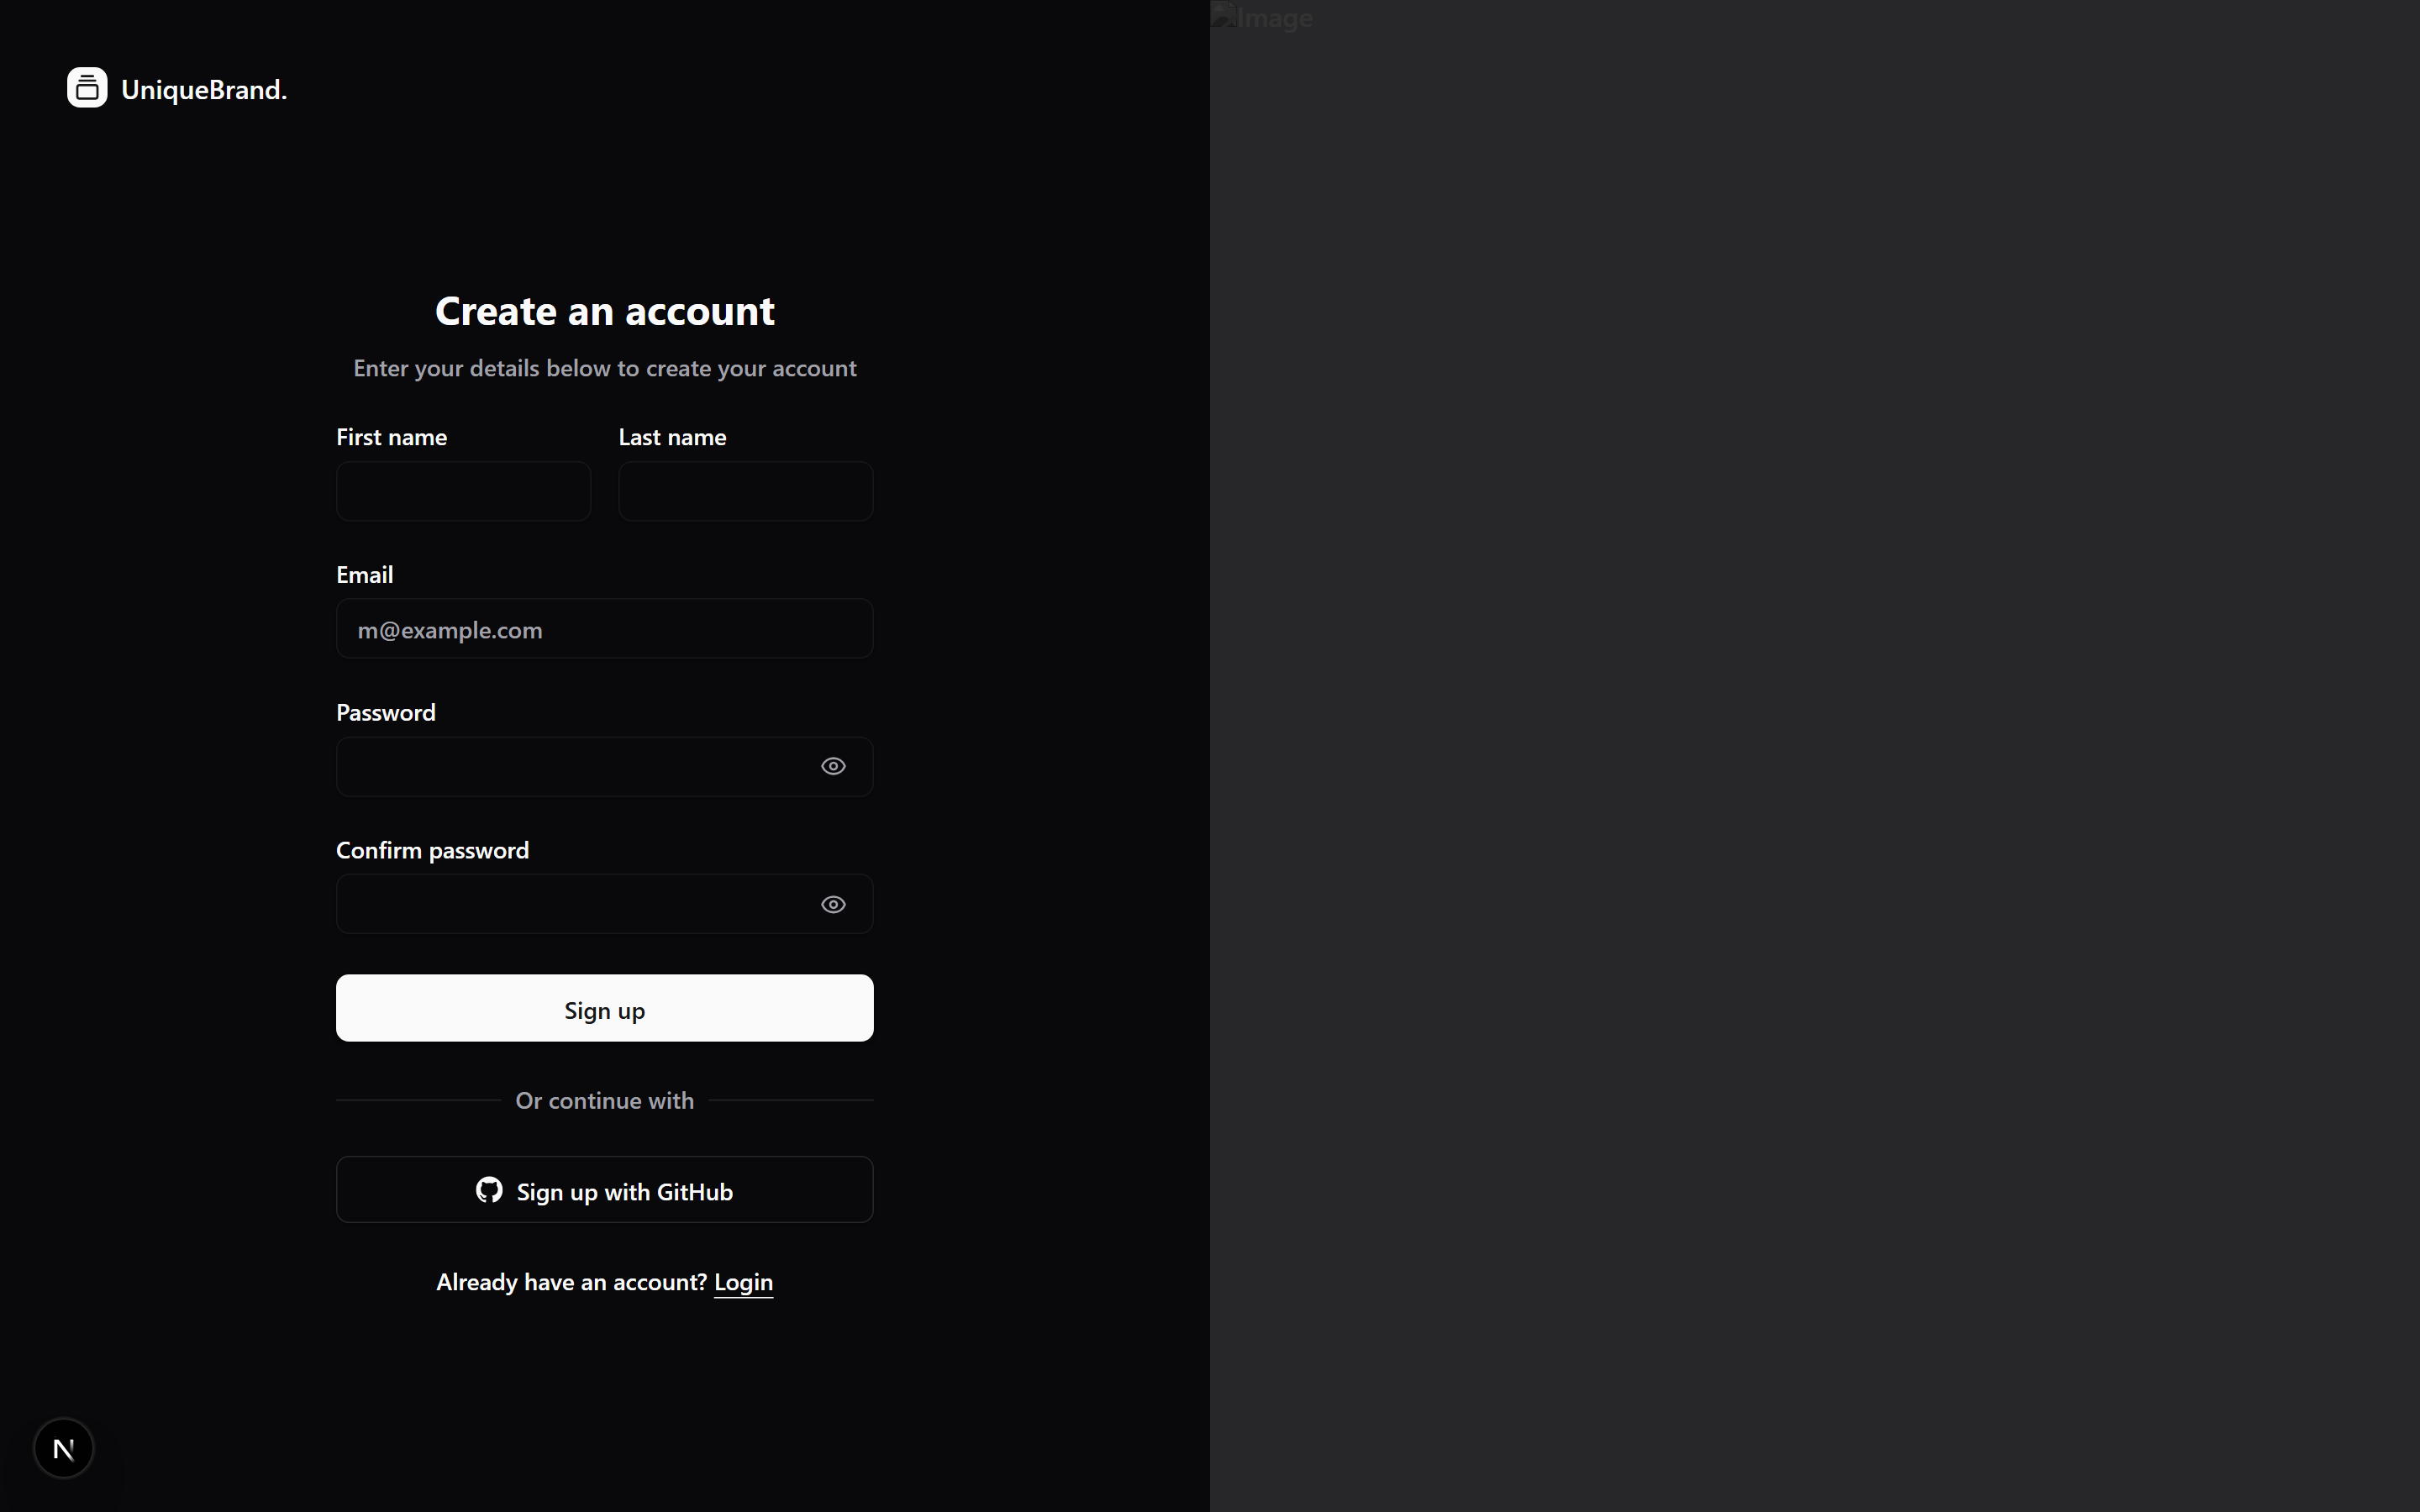 UniqueBrand.
Image
Create an account
Enter your details below to create your account
First name
Last name
Email
m@example.com
Password
Confirm password
Sign up
Or continue with
Sign up with GitHub
Already have an account? Login
N